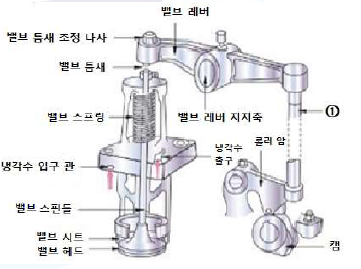 밸브 레버
밸브 틈새 조정 나사
밸브 틈새
밸브 스프링
밸브 레버 지지축
①
냉각수
출구
롤러 암
냉각수 입구 관
밸브 스핀들
밸브 시트
밸브 헤드
캠